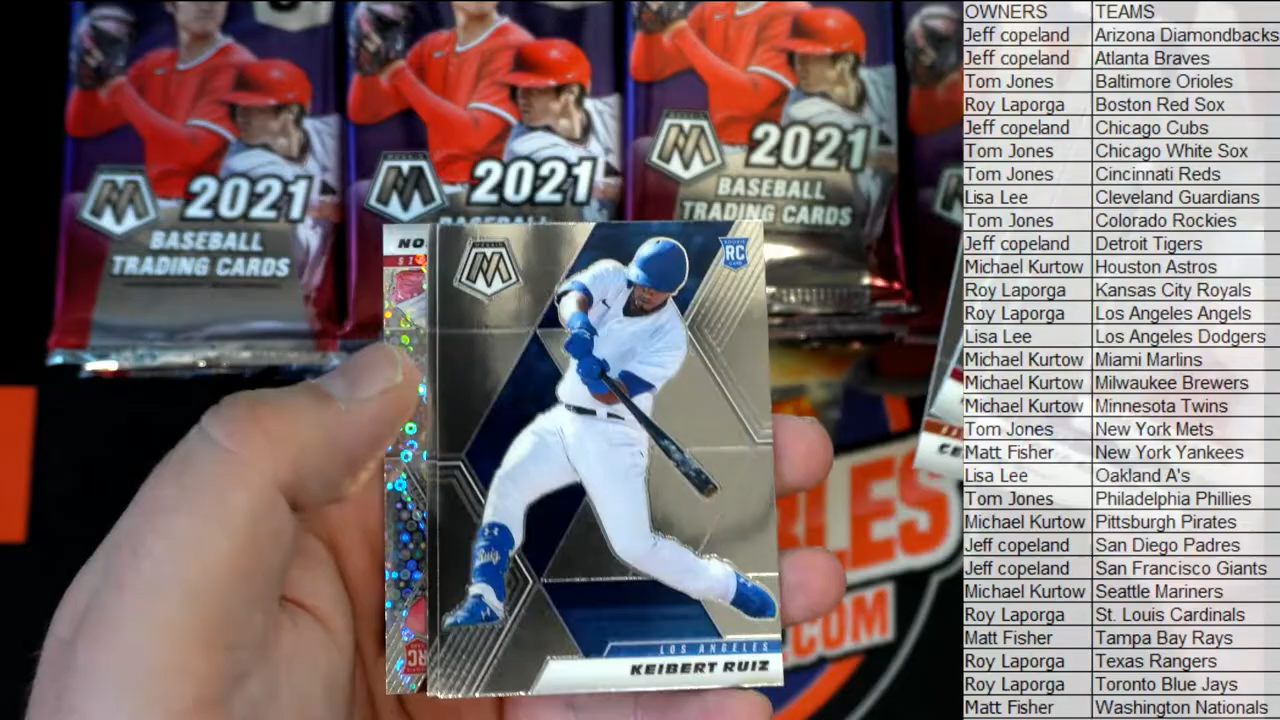 2021
BASEBALL
TRADING CARDS
2021
BASEBALL
2021
BASEBALL
TRADING CARDS
NO
RC
LOS ANGELES
KEIBERT RUIZ
Ruiz
RC
BLES
.COM
CE
OWNERS TEAMS
Jeff copeland Arizona Diamondbacks
Jeff copeland Atlanta Braves
Tom Jones Baltimore Orioles
Roy Laporga Boston Red Sox
Jeff copeland Chicago Cubs
Tom Jones Chicago White Sox
Tom Jones Cincinnati Reds
Lisa Lee Cleveland Guardians
Tom Jones Colorado Rockies
Jeff copeland Detroit Tigers
Michael Kurtow Houston Astros
Roy Laporga Kansas City Royals
Roy Laporga Los Angeles Angels
Lisa Lee Los Angeles Dodgers
Michael Kurtow Miami Marlins
Michael Kurtow Milwaukee Brewers
Michael Kurtow Minnesota Twins
Tom Jones New York Mets
Matt Fisher New York Yankees
Lisa Lee Oakland A's
Tom Jones Philadelphia Phillies
Michael Kurtow Pittsburgh Pirates
Jeff copeland San Diego Padres
Jeff copeland San Francisco Giants
Michael Kurtow Seattle Mariners
Roy Laporga St. Louis Cardinals
Matt Fisher Tampa Bay Rays
Roy Laporga Texas Rangers
Roy Laporga Toronto Blue Jays
Matt Fisher Washington Nationals